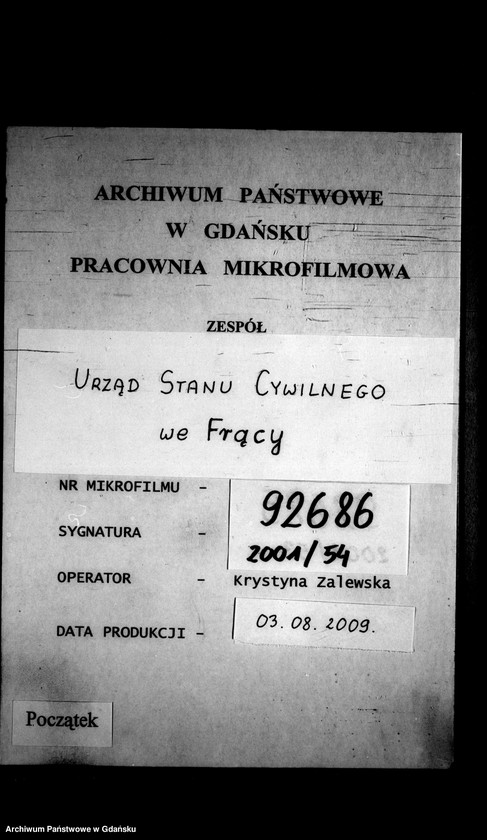 ARCHIWUM PAŃSTWOWE
W GDAŃSKU
PRACOWNIA MIKROFILMOWA
ZESPÓŁ
URZĄD STANU CYWILNEGO
we Frący
NR MIKROFILMU - 92686
SYGNATURA - 2001/54
OPERATOR - Krystyna Zalewska
DATA PRODUKCJI - 03.08.2009.
Początek
Archiwum Państwowe w Gdańsku